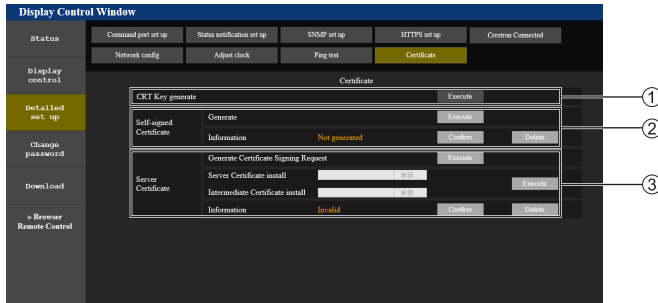 Display Control Window
Status
Command port set up
Status notification set up
SNMP set up
HTTPS set up
Crestron Connected
Network config
Adjust clock
Ping test
Certificate
Display
control
Detailed
set up
Change
password
Download
» Browser
Remote Control
Certificate
CRT Key generate
Execute
1
Self-signed
Certificate
Generate
Execute
Information
Not generated
Confirm
Delete
2
Server
Certificate
Generate Certificate Signing Request
Execute
Server Certificate install
Intermediate Certificate install
Execute
Information
Invalid
Confirm
Delete
3